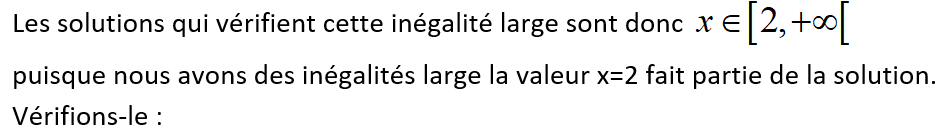 Les solutions qui vérifient cette inégalité large sont donc x ∈ [2, +∞[
puisque nous avons des inégalités large la valeur x=2 fait partie de la solution.
Vérifions-le :